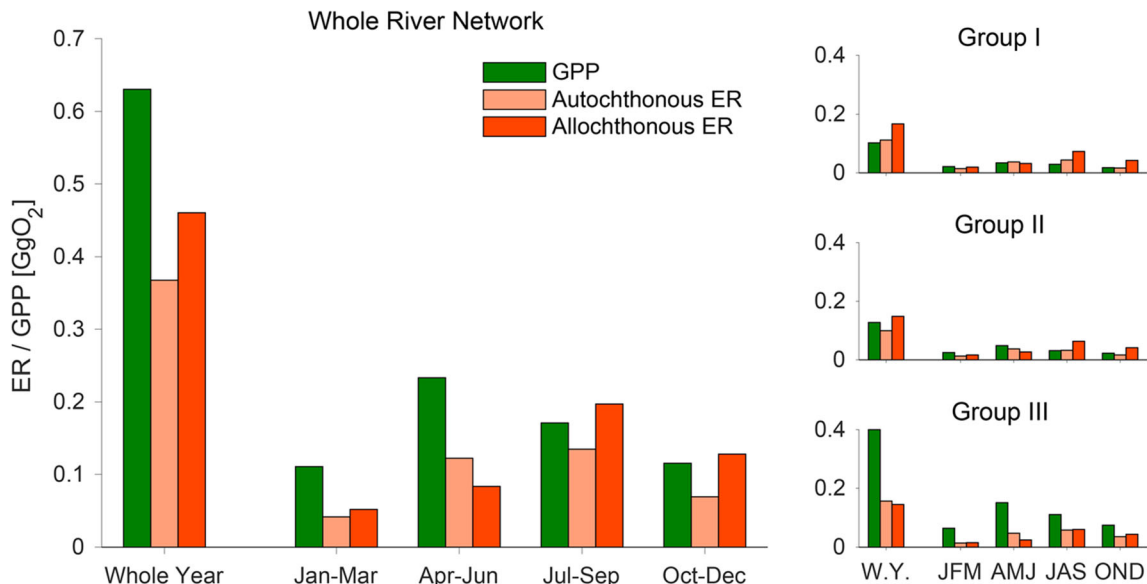 Whole River Network
ER / GPP [GgO₂]
0.7
0.6
0.5
0.4
0.3
0.2
0.1
0
GPP
Autochthonous ER
Allochthonous ER
Whole Year
Jan-Mar
Apr-Jun
Jul-Sep
Oct-Dec
Group I
0.4
0.2
0
Group II
0.4
0.2
0
Group III
0.4
0.2
0
W.Y.
JFM
AMJ
JAS
OND